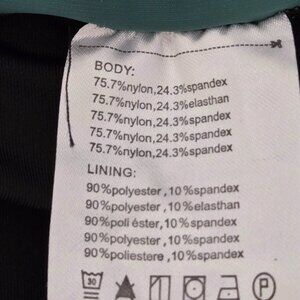 BODY:
75.7%nylon,24.3%spandex
75.7%nylon,24.3%elasthan
75.7%nylon,24.3%spandex
75.7%nylon,24.3%spandex
75.7%nylon,24.3%spandex
LINING:
90%polyester,10%spandex
90%polyester,10%elasthan
90%poli éster,10%spandex
90%polyester,10%spandex
90%poliestere,10%spandex
30
P